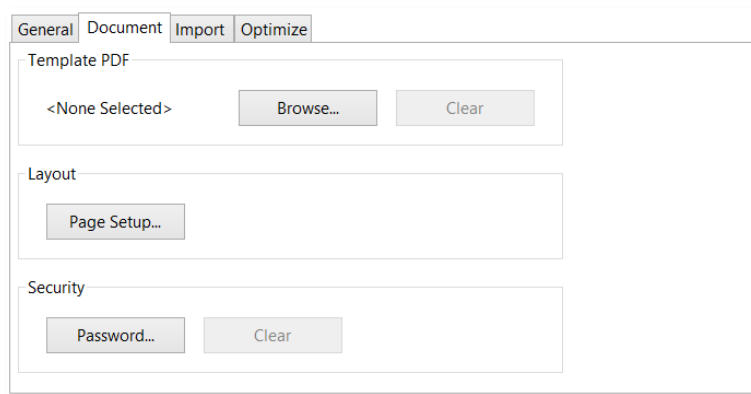 General Document Import Optimize
Template PDF
<None Selected> Browse... Clear
Layout
Page Setup...
Security
Password... Clear